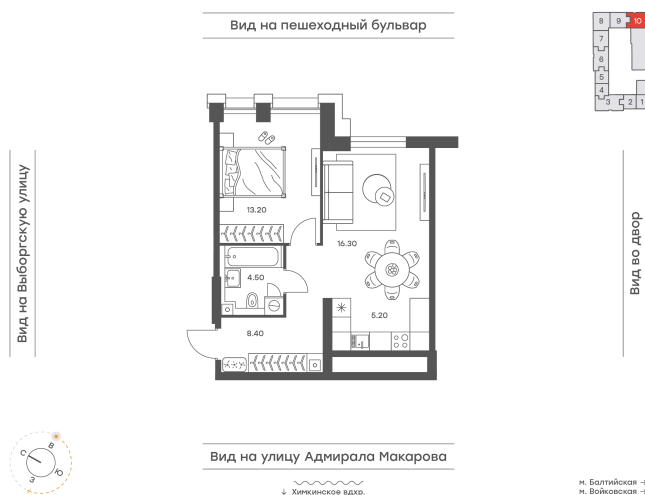 Вид на пешеходный бульвар
8 9 10
7
6
5
4
3 2 1
Вид на Выборгскую улицу
Вид во двор
13.20
16.30
4.50
5.20
8.40
С
В
Ю
З
Вид на улицу Адмирала Макарова
↓ Химкинское вдхр.
м. Балтийская →
м. Войковская →